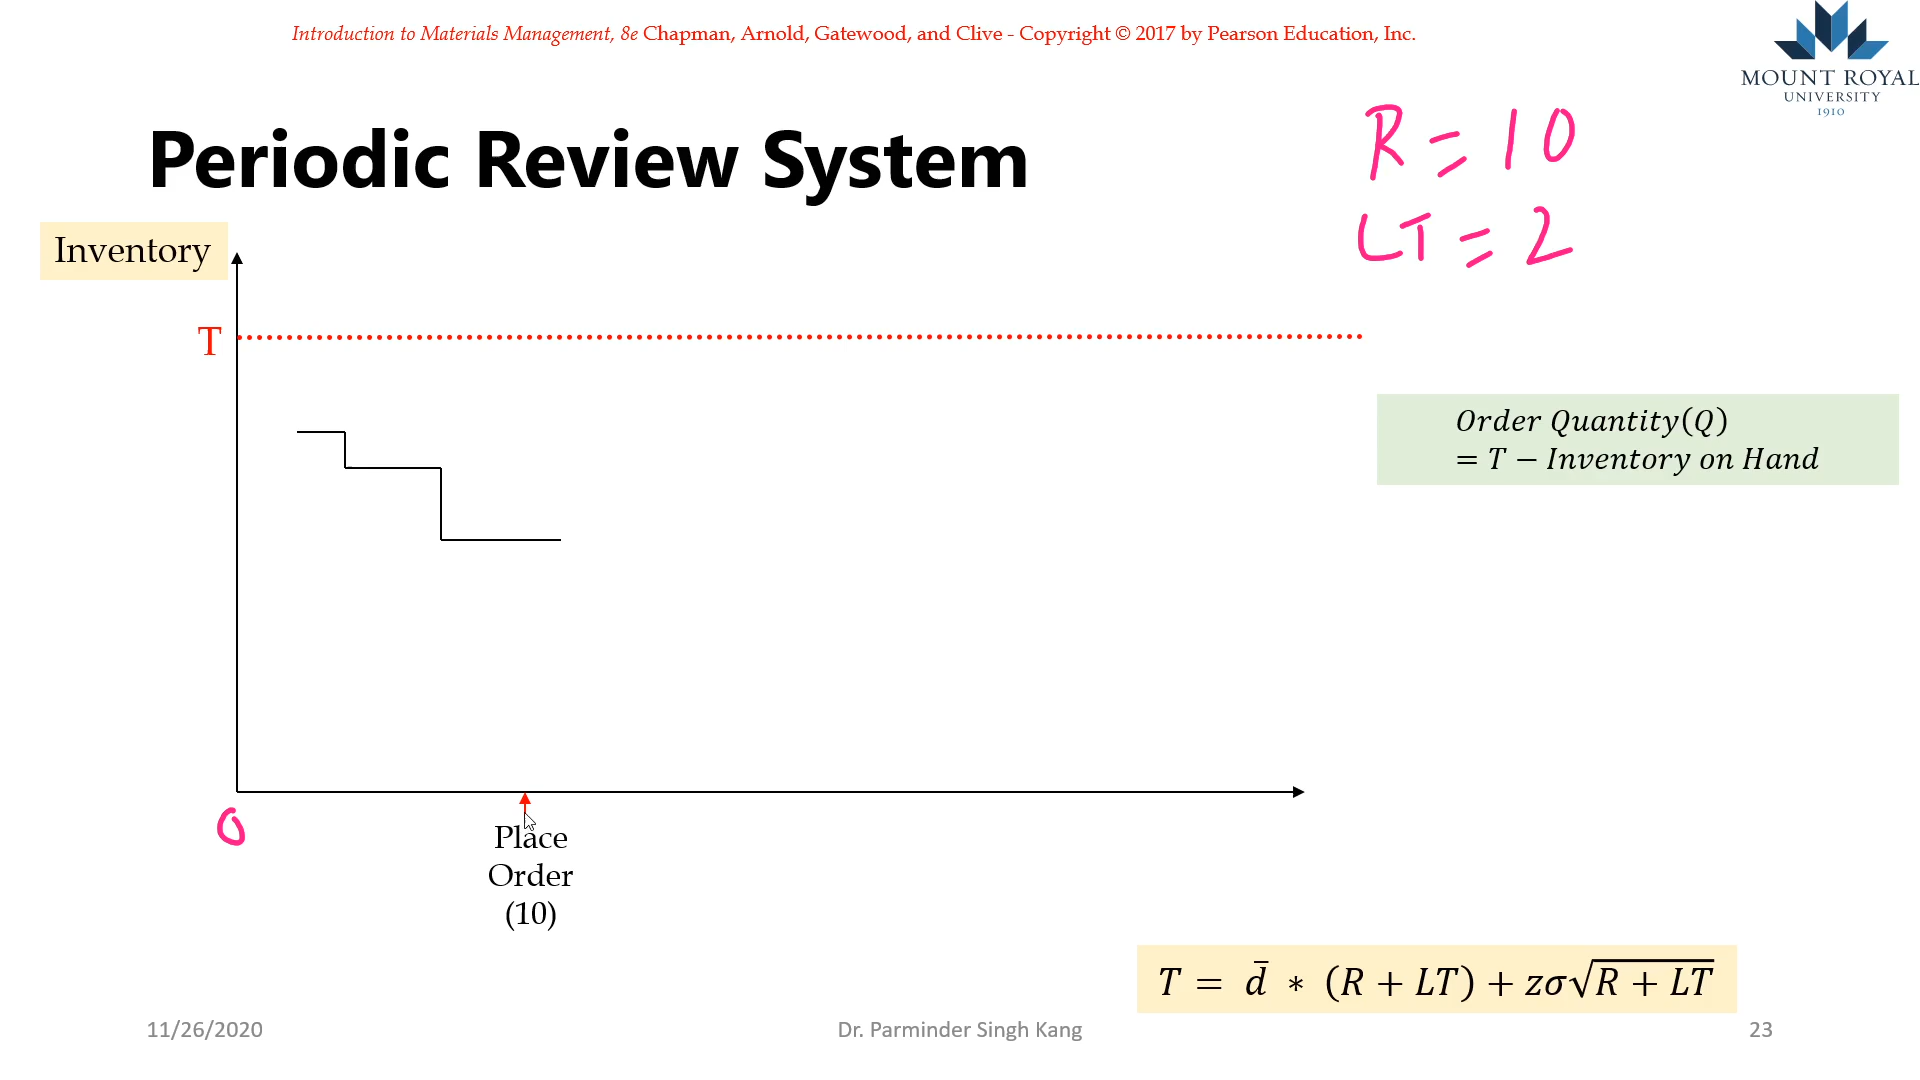 Introduction to Materials Management, 8e Chapman, Arnold, Gatewood, and Clive - Copyright © 2017 by Pearson Education, Inc.
MOUNT ROYAL
UNIVERSITY
1910
Periodic Review System
R = 10
LT = 2
Inventory
T
Order Quantity(Q)
= T − Inventory on Hand
0
Place
Order
(10)
T = d̄ * (R + LT) + zσ√R + LT
11/26/2020
Dr. Parminder Singh Kang
23